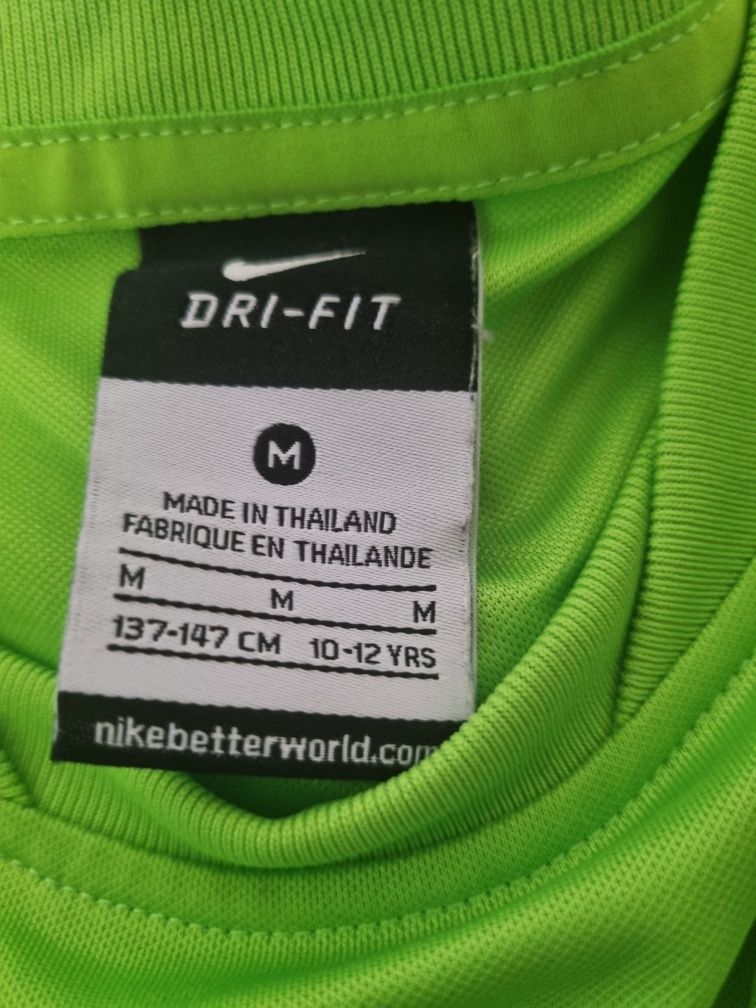 DRI-FIT
M
MADE IN THAILAND
FABRIQUE EN THAILANDE
M M M
137-147 CM 10-12 YRS
nikebetterworld.com